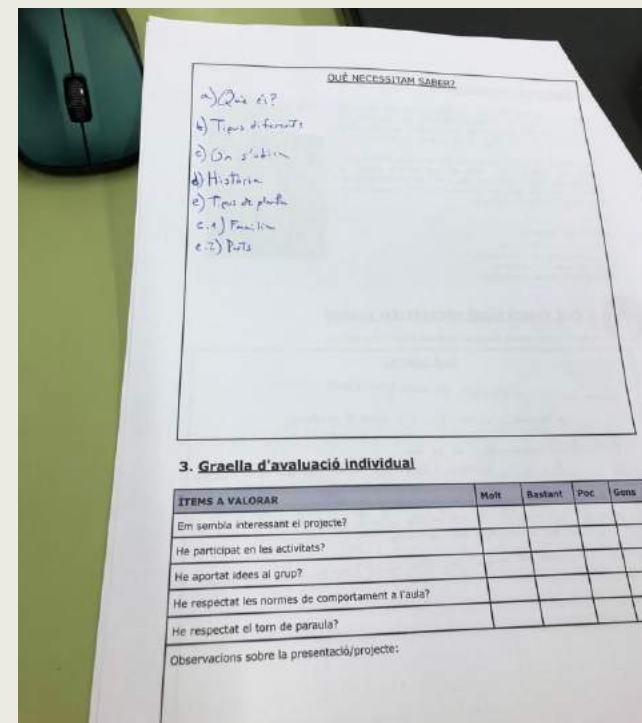 QUÈ NECESSITAM SABER?
a) Què és?
b) Tipus diferents
c) On s'ubica
d) Història
e) Tipus de planta
e.1) Família
e.2) Parts
3. Graella d'avaluació individual
ÍTEMS A VALORAR Molt Bastant Poc Gens
Em sembla interessant el projecte?
He participat en les activitats?
He aportat idees al grup?
He respectat les normes de comportament a l'aula?
He respectat el torn de paraula?
Observacions sobre la presentació/projecte: